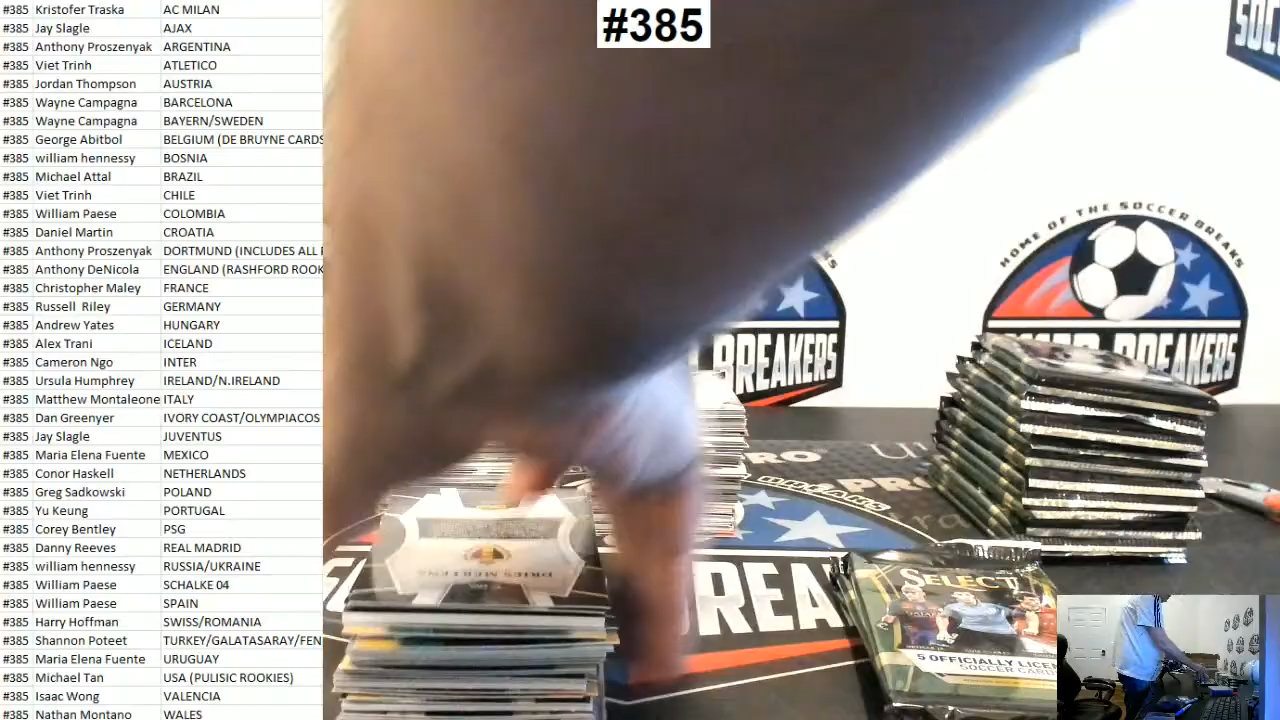 #385
#385 Kristofer Traska AC MILAN
#385 Jay Slagle AJAX
#385 Anthony Proszenyak ARGENTINA
#385 Viet Trinh ATLETICO
#385 Jordan Thompson AUSTRIA
#385 Wayne Campagna BARCELONA
#385 Wayne Campagna BAYERN/SWEDEN
#385 George Abitbol BELGIUM (DE BRUYNE CARDS
#385 william hennessy BOSNIA
#385 Michael Attal BRAZIL
#385 Viet Trinh CHILE
#385 William Paese COLOMBIA
#385 Daniel Martin CROATIA
#385 Anthony Proszenyak DORTMUND (INCLUDES ALL
#385 Anthony DeNicola ENGLAND (RASHFORD ROOK
#385 Christopher Maley FRANCE
#385 Russell Riley GERMANY
#385 Andrew Yates HUNGARY
#385 Alex Trani ICELAND
#385 Cameron Ngo INTER
#385 Ursula Humphrey IRELAND/N.IRELAND
#385 Matthew Montaleone ITALY
#385 Dan Greenyer IVORY COAST/OLYMPIACOS
#385 Jay Slagle JUVENTUS
#385 Maria Elena Fuente MEXICO
#385 Conor Haskell NETHERLANDS
#385 Greg Sadkowski POLAND
#385 Yu Keung PORTUGAL
#385 Corey Bentley PSG
#385 Danny Reeves REAL MADRID
#385 william hennessy RUSSIA/UKRAINE
#385 William Paese SCHALKE 04
#385 William Paese SPAIN
#385 Harry Hoffman SWISS/ROMANIA
#385 Shannon Poteet TURKEY/GALATASARAY/FEN
#385 Maria Elena Fuente URUGUAY
#385 Michael Tan USA (PULISIC ROOKIES)
#385 Isaac Wong VALENCIA
#385 Nathan Montano WALES
SOC
HOME OF THE SOCCER BREAKS
BREAKERS
BREAKERS
PRO
DRIES MERTENS
REA
SELECT
5 OFFICIALLY LICEN
SOCCER CARD